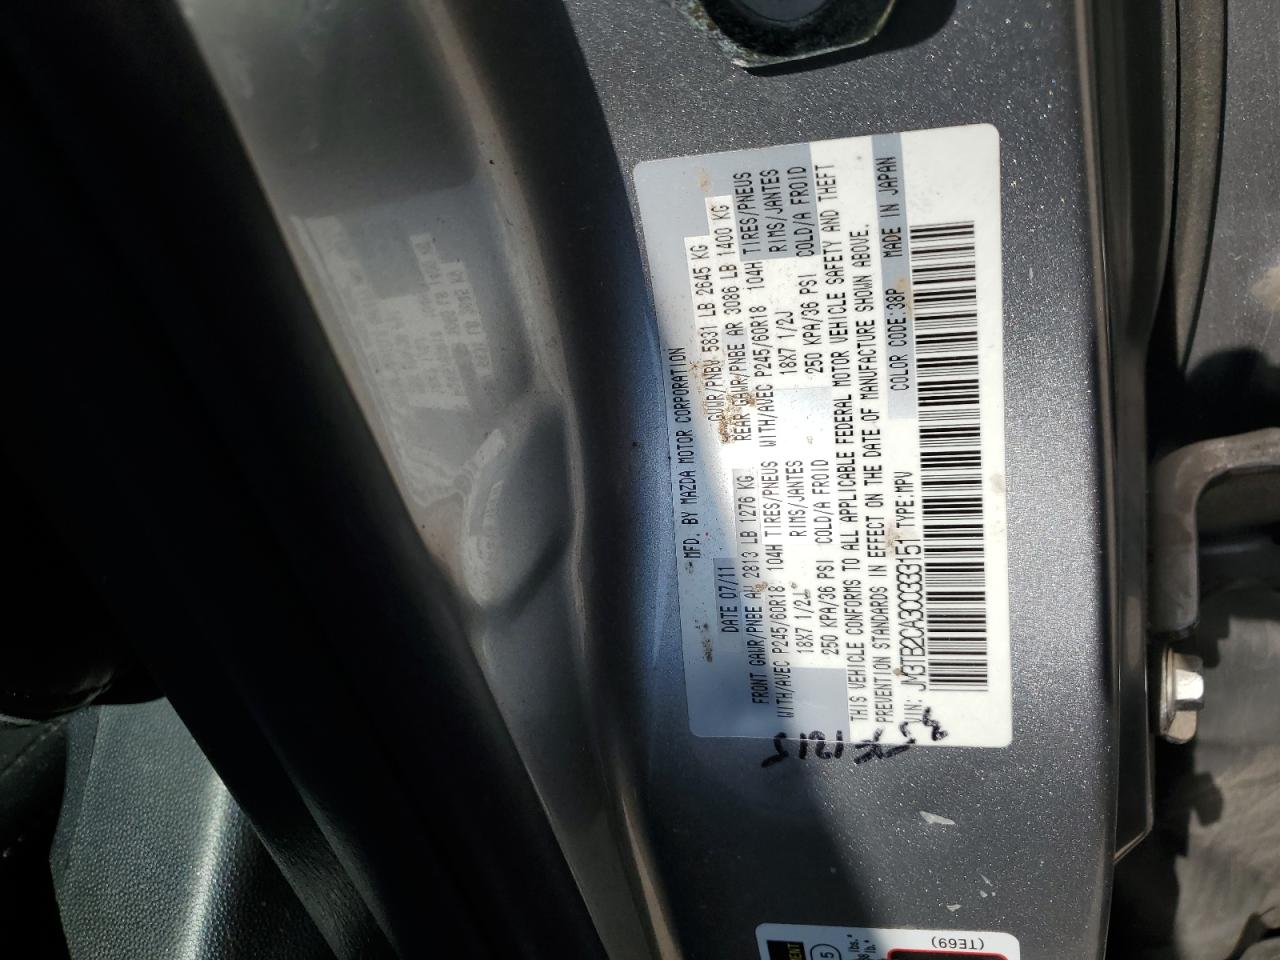 MFD. BY MAZDA MOTOR CORPORATION
DATE 07/11 GVWR/PNBV 5831 LB 2645 KG
FRONT GAWR/PNBE AV 2813 LB 1276 KG REAR GAWR/PNBE AR 3086 LB 1400 KG
WITH/AVEC P245/60R18 104H TIRES/PNEUS WITH/AVEC P245/60R18 104H TIRES/PNEUS
18X7 1/2J RIMS/JANTES 18X7 1/2J RIMS/JANTES
250 KPA/36 PSI COLD/A FROID 250 KPA/36 PSI COLD/A FROID
THIS VEHICLE CONFORMS TO ALL APPLICABLE FEDERAL MOTOR VEHICLE SAFETY AND THEFT
PREVENTION STANDARDS IN EFFECT ON THE DATE OF MANUFACTURE SHOWN ABOVE.
COLOR CODE:38P MADE IN JAPAN
VIN: JM3TB2CA3C0333151 TYPE:MPV
(TE69)